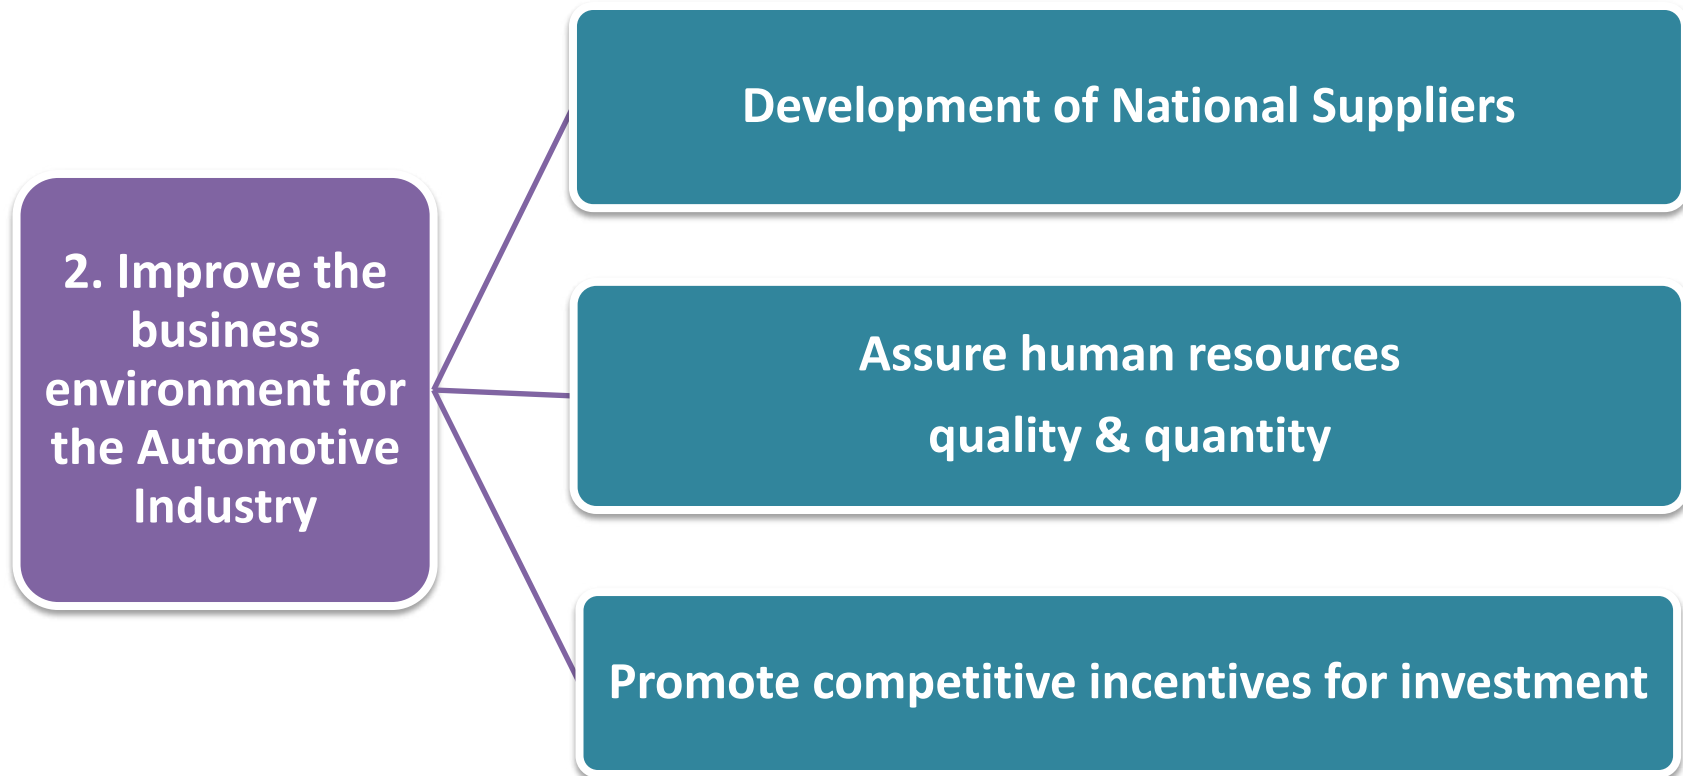 2. Improve the
business
environment for
the Automotive
Industry
Development of National Suppliers
Assure human resources
quality & quantity
Promote competitive incentives for investment